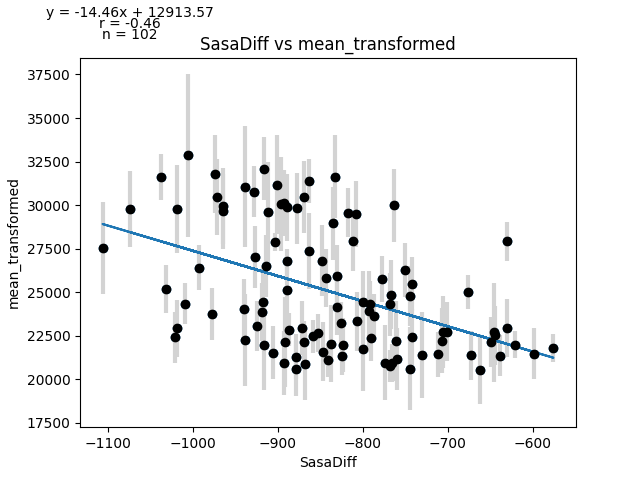 y = -14.46x + 12913.57
r = -0.46
n = 102
SasaDiff vs mean_transformed
37500
35000
32500
30000
27500
25000
22500
20000
17500
mean_transformed
−1100
−1000
−900
−800
−700
−600
SasaDiff